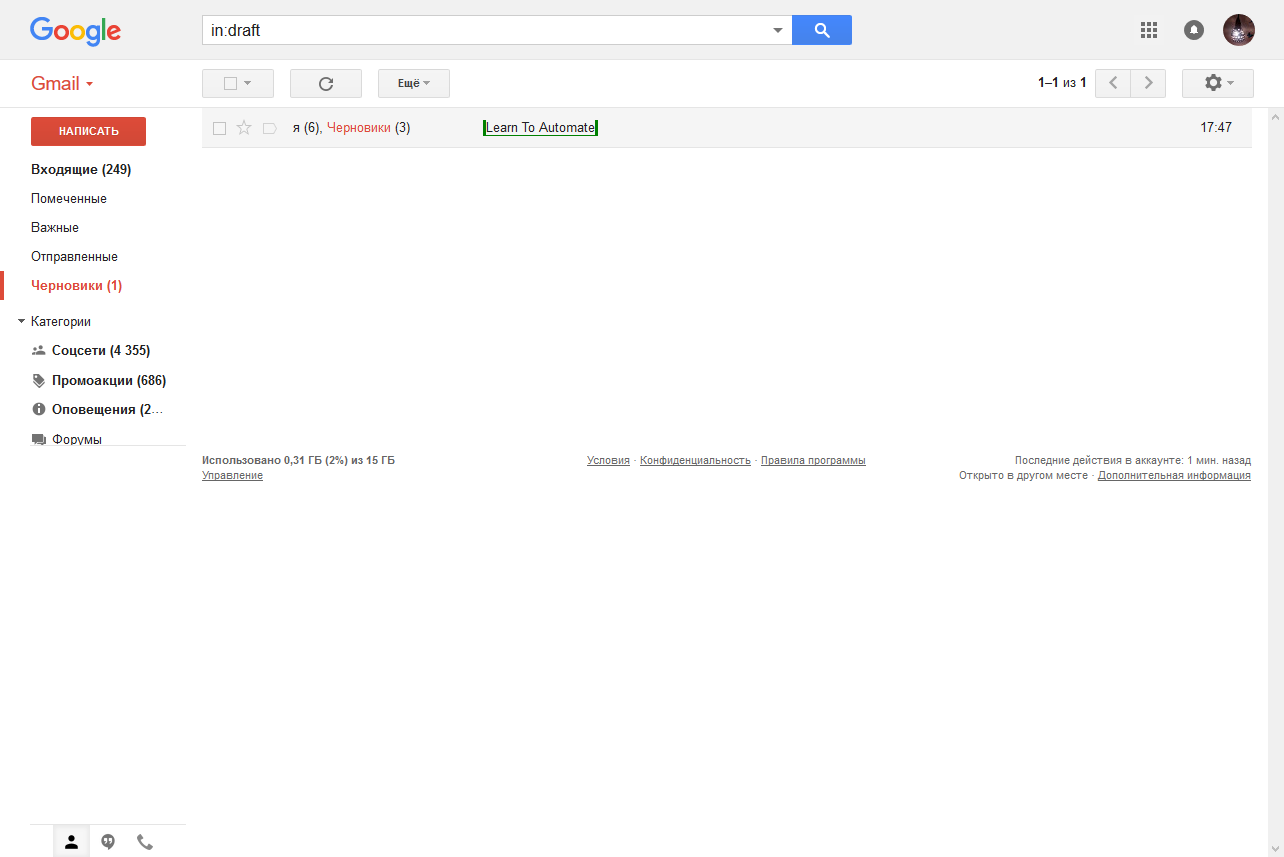 Google
in:draft
Gmail
Ещё
1–1 из 1
НАПИСАТЬ
я (6), Черновики (3)
Learn To Automate
17:47
Входящие (249)
Помеченные
Важные
Отправленные
Черновики (1)
Категории
Соцсети (4 355)
Промоакции (686)
Оповещения (2…
Форумы
Использовано 0,31 ГБ (2%) из 15 ГБ
Управление
Условия · Конфиденциальность · Правила программы
Последние действия в аккаунте: 1 мин. назад
Открыто в другом месте · Дополнительная информация